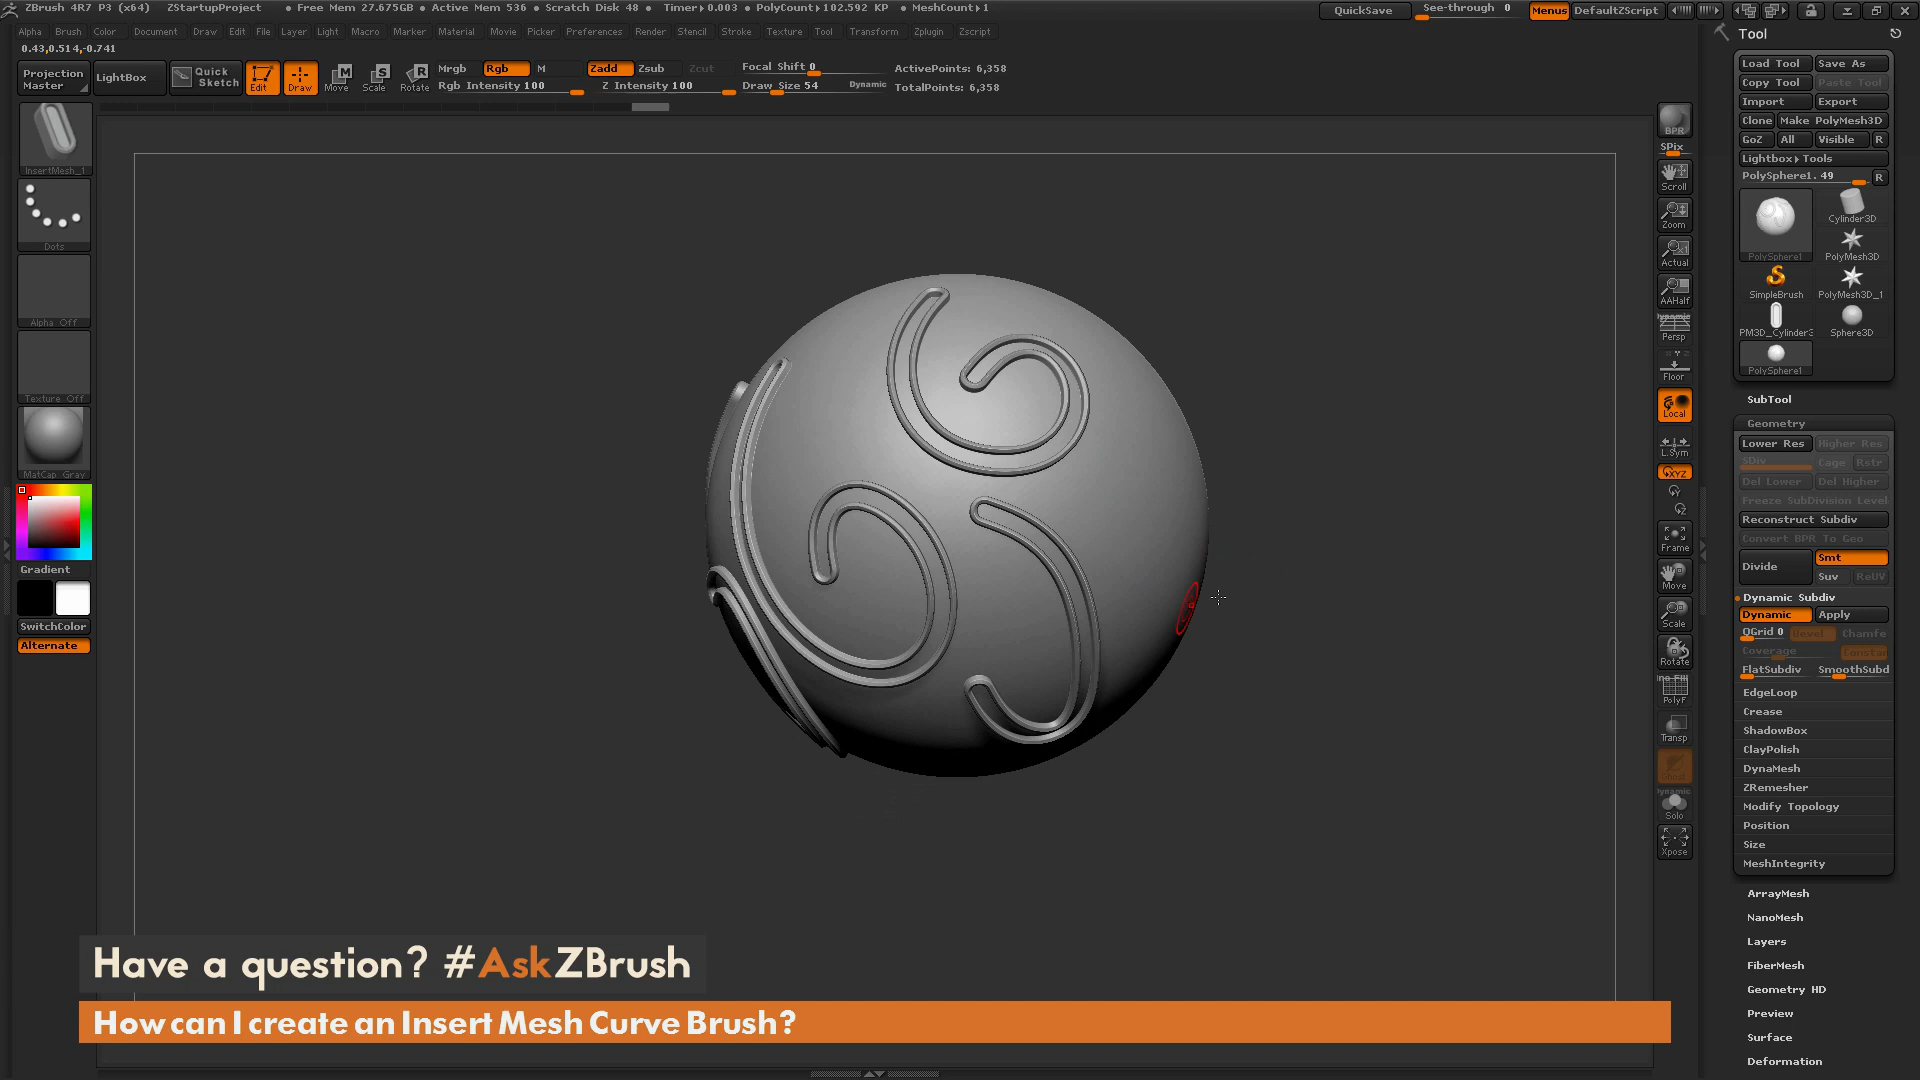 ZBrush 4R7 P3 (x64) ZStartupProject • Free Mem 27.675GB • Active Mem 536 • Scratch Disk 48 • Timer▸0.003 • PolyCount▸102.592 KP • MeshCount▸1 QuickSave See-through 0 Menus DefaultZScript
Alpha Brush Color Document Draw Edit File Layer Light Macro Marker Material Movie Picker Preferences Render Stencil Stroke Texture Tool Transform Zplugin Zscript
0.43,0.514,-0.741
Projection Master
LightBox
Quick Sketch
Edit
Draw
Move
Scale
Rotate
Mrgb Rgb M
Rgb Intensity 100
Zadd Zsub Zcut
Z Intensity 100
Focal Shift 0
Draw Size 54
Dynamic
ActivePoints: 6,358
TotalPoints: 6,358
InsertMesh_1
Dots
Alpha Off
Texture Off
MatCap Gray
Gradient
SwitchColor
Alternate
BPR
SPix
Scroll
Zoom
Actual
AAHalf
Persp
Floor
Local
L.Sym
XYZ
Frame
Move
Scale
Rotate
PolyF
Transp
Solo
Xpose
Tool
Load Tool Save As
Copy Tool Paste Tool
Import Export
Clone Make PolyMesh3D
GoZ All Visible R
Lightbox▸Tools
PolySphere1. 49 R
PolySphere1
Cylinder3D
PolyMesh3D
SimpleBrush PolyMesh3D_1
PM3D_Cylinder3 Sphere3D
PolySphere1
SubTool
Geometry
Lower Res Higher Res
SDiv Cage Rstr
Del Lower Del Higher
Freeze SubDivision Level
Reconstruct Subdiv
Convert BPR To Geo
Divide Smt
Suv ReUV
Dynamic Subdiv
Dynamic Apply
QGrid 0 Bevel Chamfe
Coverage Constan
FlatSubdiv SmoothSubd
EdgeLoop
Crease
ShadowBox
ClayPolish
DynaMesh
ZRemesher
Modify Topology
Position
Size
MeshIntegrity
ArrayMesh
NanoMesh
Layers
FiberMesh
Geometry HD
Preview
Surface
Deformation
Have a question? #AskZBrush
How can I create an Insert Mesh Curve Brush?